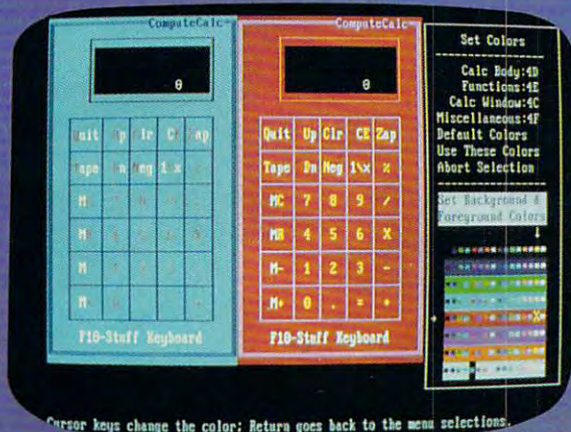 ComputeCalc
0
Quit Up Clr CE Zap
Tape Dn Neg 1\x
F10-Stuff Keyboard
ComputeCalc
0
Quit Up Clr CE Zap
Tape Dn Neg 1\x %
MC 7 8 9 /
MR 4 5 6 X
M- 1 2 3 -
M+ 0 . = +
F10-Stuff Keyboard
Set Colors
Calc Body:4D
Functions:4E
Calc Window:4C
Miscellaneous:4F
Default Colors
Use These Colors
Abort Selection
Set Background &
Foreground Colors
Cursor keys change the color; Return goes back to the menu selections.